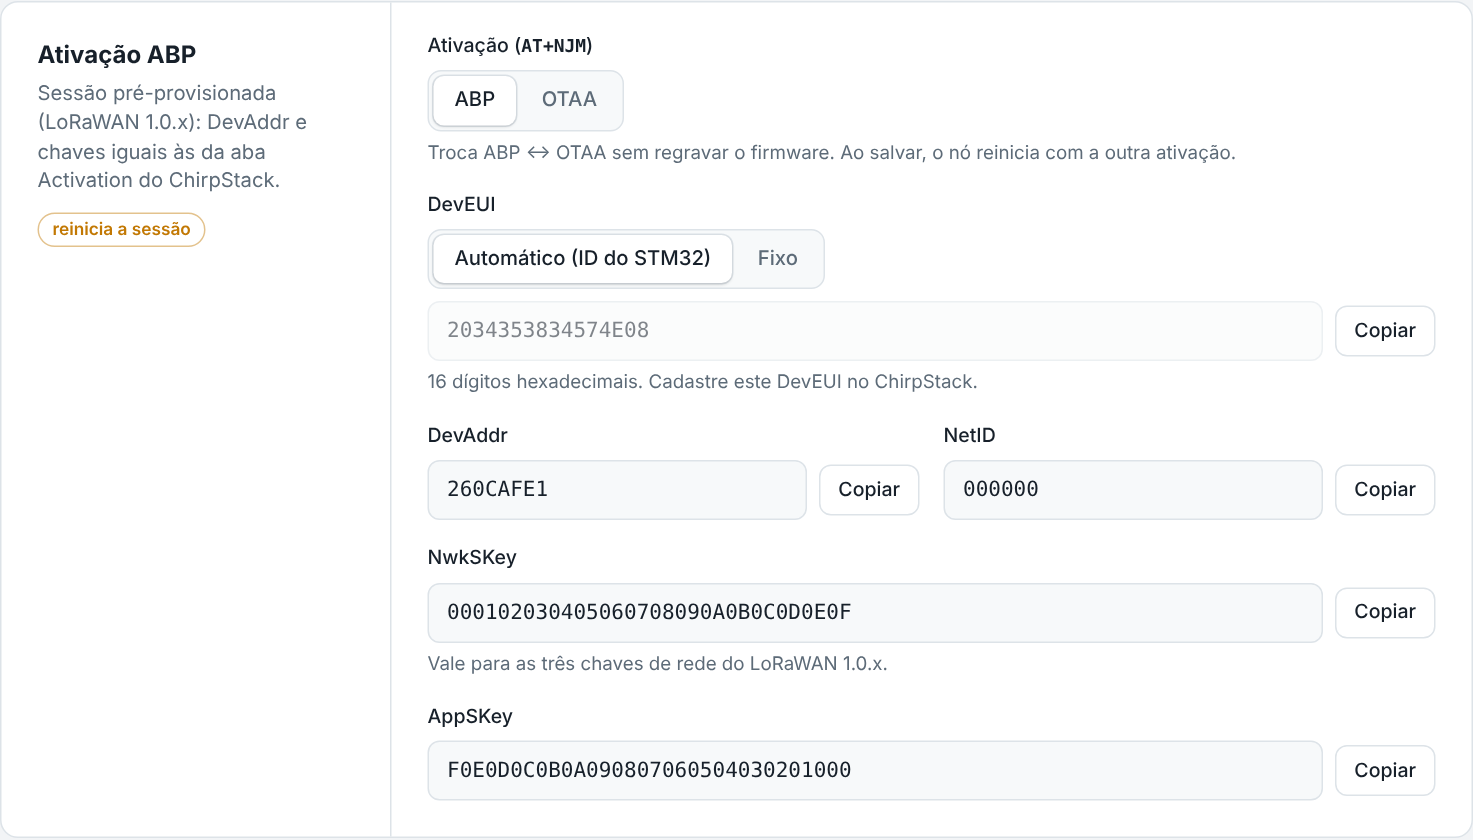 Ativação ABP
Sessão pré-provisionada
(LoRaWAN 1.0.x): DevAddr e
chaves iguais às da aba
Activation do ChirpStack.
reinicia a sessão
Ativação (AT+NJM)
ABP OTAA
Troca ABP <-> OTAA sem regravar o firmware. Ao salvar, o nó reinicia com a outra ativação.
DevEUI
Automático (ID do STM32) Fixo
2034353834574E08 Copiar
16 dígitos hexadecimais. Cadastre este DevEUI no ChirpStack.
DevAddr NetID
260CAFE1 Copiar 000000 Copiar
NwkSKey
000102030405060708090A0B0C0D0E0F Copiar
Vale para as três chaves de rede do LoRaWAN 1.0.x.
AppSKey
F0E0D0C0B0A090807060504030201000 Copiar